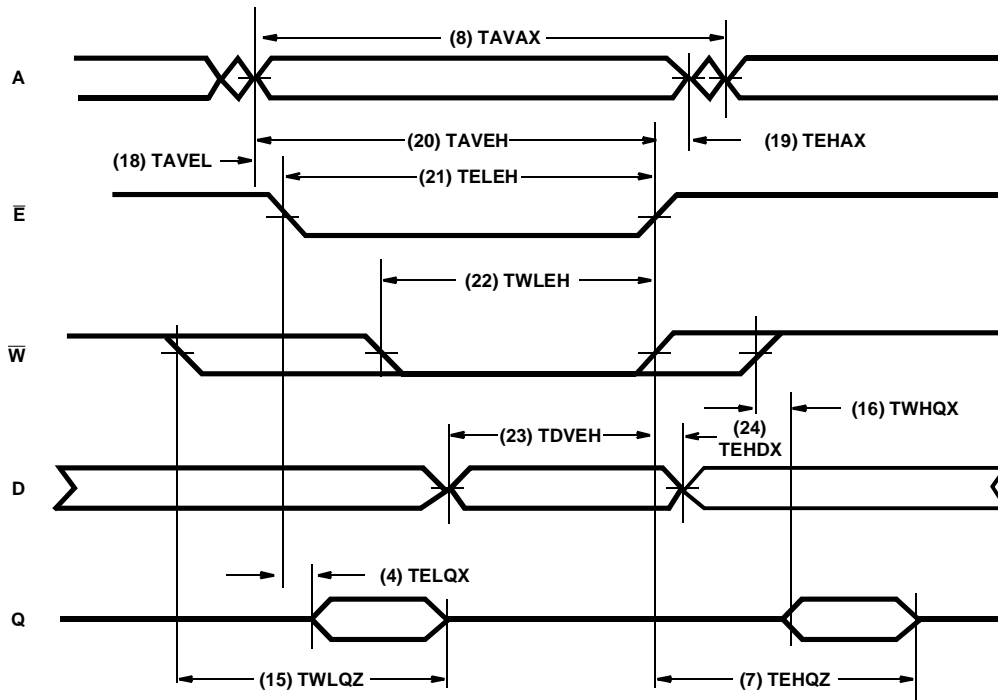 (8) TAVAX
A
(20) TAVEH
(19) TEHAX
(18) TAVEL
(21) TELEH
E̅
(22) TWLEH
W̅
(16) TWHQX
(23) TDVEH
(24)
TEHDX
D
(4) TELQX
Q
(15) TWLQZ
(7) TEHQZ